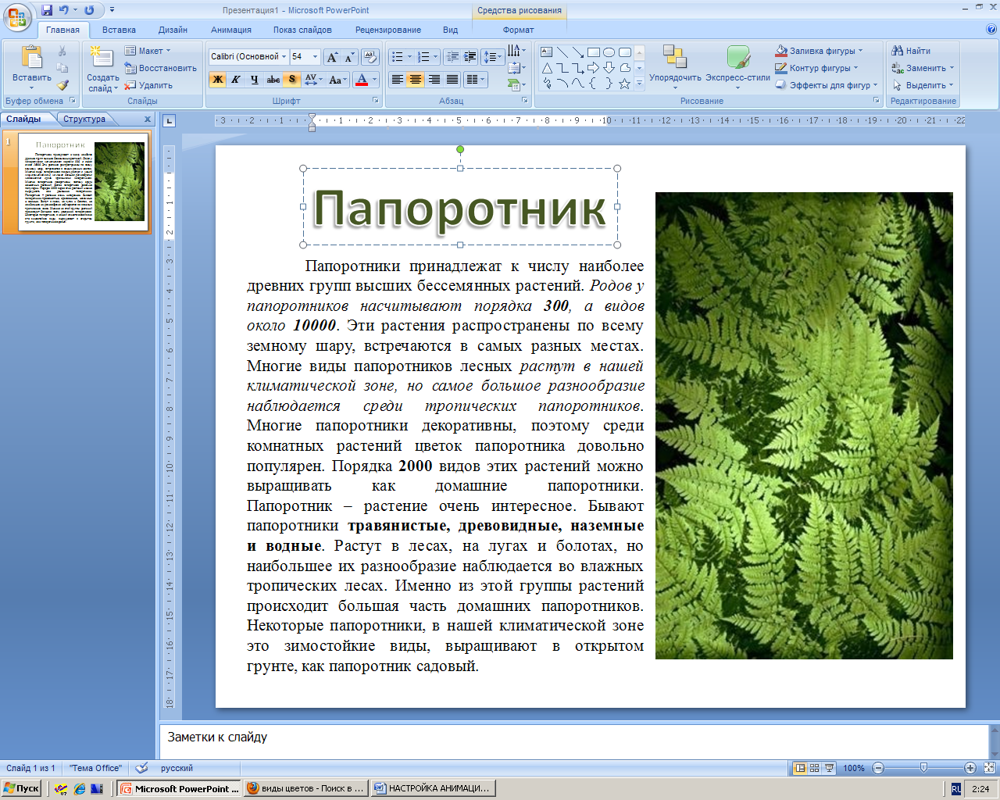 Презентация1 - Microsoft PowerPoint
Средства рисования
Главная Вставка Дизайн Анимация Показ слайдов Рецензирование Вид Формат
Вставить
Буфер обмена
Создать слайд
Макет
Восстановить
Удалить
Слайды
Calibri (Основной 54
Ж К Ч abc S AV Aa А
Шрифт
Абзац
Упорядочить
Экспресс-стили
Заливка фигуры
Контур фигуры
Эффекты для фигур
Рисование
Найти
Заменить
Выделить
Редактирование
Слайды Структура
1
Папоротник
Папоротники принадлежат к числу наиболее
древних групп высших бессемянных растений. Родов у
папоротников насчитывают порядка 300, а видов
около 10000. Эти растения распространены по всему
земному шару, встречаются в самых разных местах.
Многие виды папоротников лесных растут в нашей
климатической зоне, но самое большое разнообразие
наблюдается среди тропических папоротников.
Многие папоротники декоративны, поэтому среди
комнатных растений цветок папоротника довольно
популярен. Порядка 2000 видов этих растений можно
выращивать как домашние папоротники.
Папоротник – растение очень интересное. Бывают
папоротники травянистые, древовидные, наземные
и водные. Растут в лесах, на лугах и болотах, но
наибольшее их разнообразие наблюдается во влажных
тропических лесах. Именно из этой группы растений
происходит большая часть домашних папоротников.
Некоторые папоротники, в нашей климатической зоне
это зимостойкие виды, выращивают в открытом
грунте, как папоротник садовый.
Заметки к слайду
Слайд 1 из 1 "Тема Office" русский 100%
Пуск Microsoft PowerPoint ... виды цветов - Поиск в ... НАСТРОЙКА АНИМАЦИ... RU 2:24